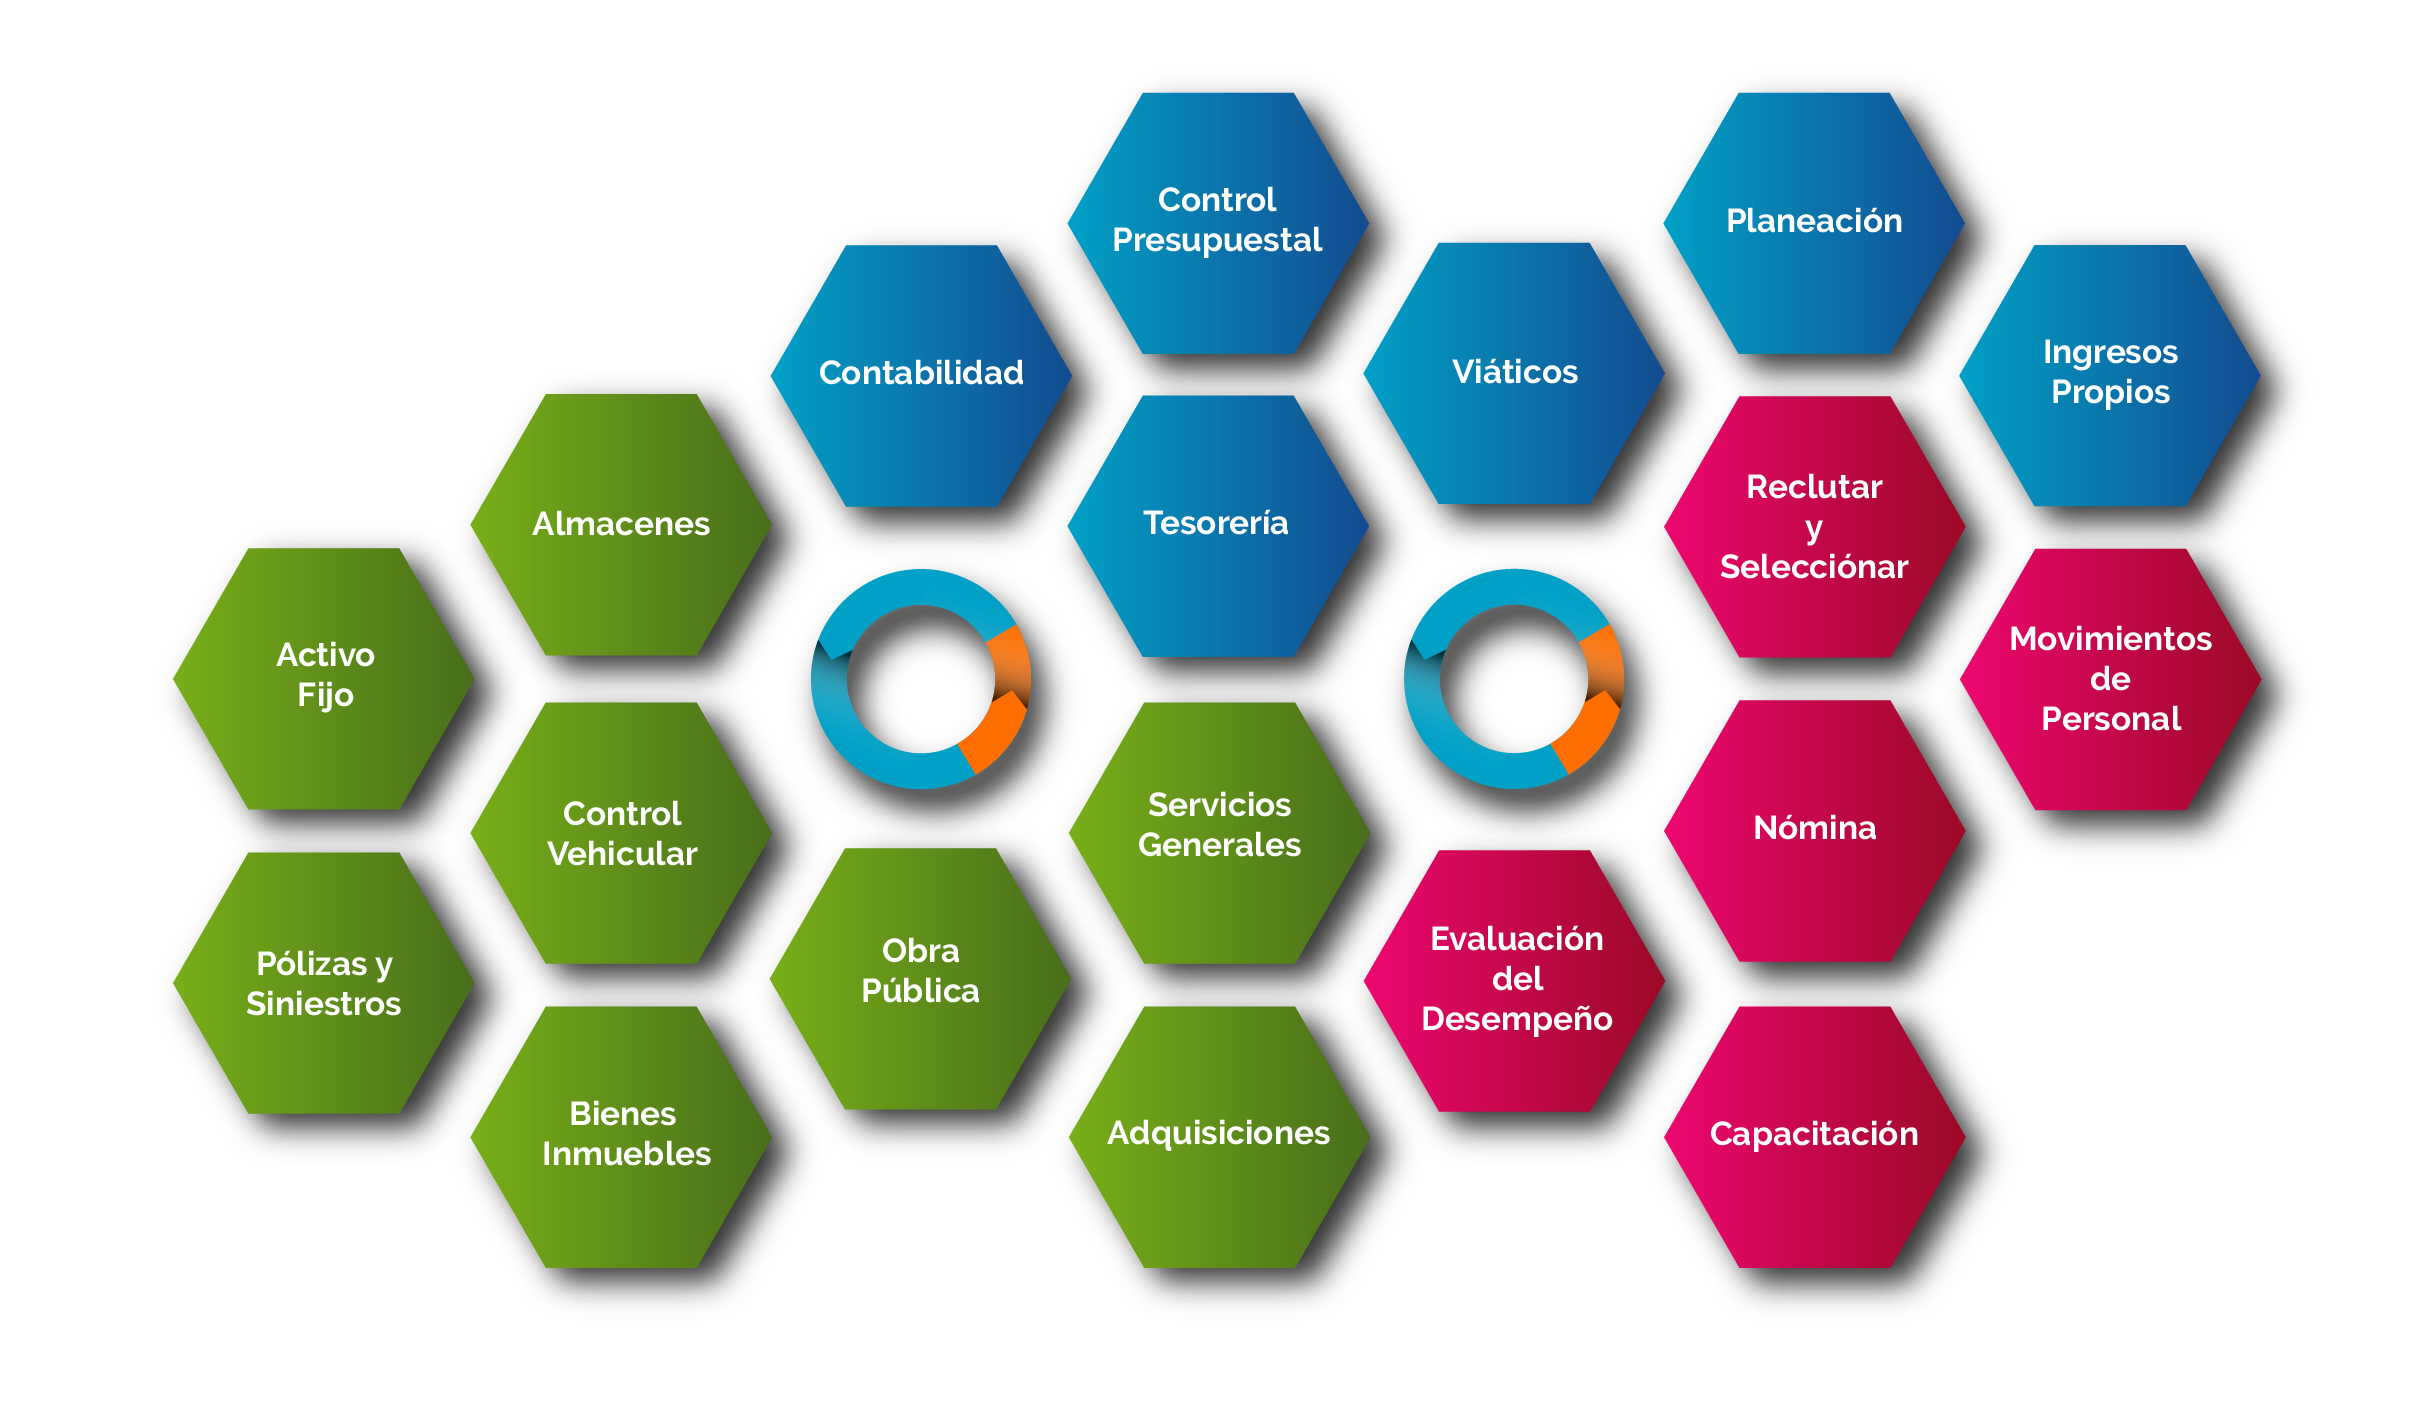 Control
Presupuestal
Planeación
Contabilidad
Viáticos
Ingresos
Propios
Almacenes
Tesorería
Reclutar
y
Selecciónar
Activo
Fijo
Movimientos
de
Personal
Control
Vehicular
Servicios
Generales
Nómina
Pólizas y
Siniestros
Obra
Pública
Evaluación
del
Desempeño
Bienes
Inmuebles
Adquisiciones
Capacitación